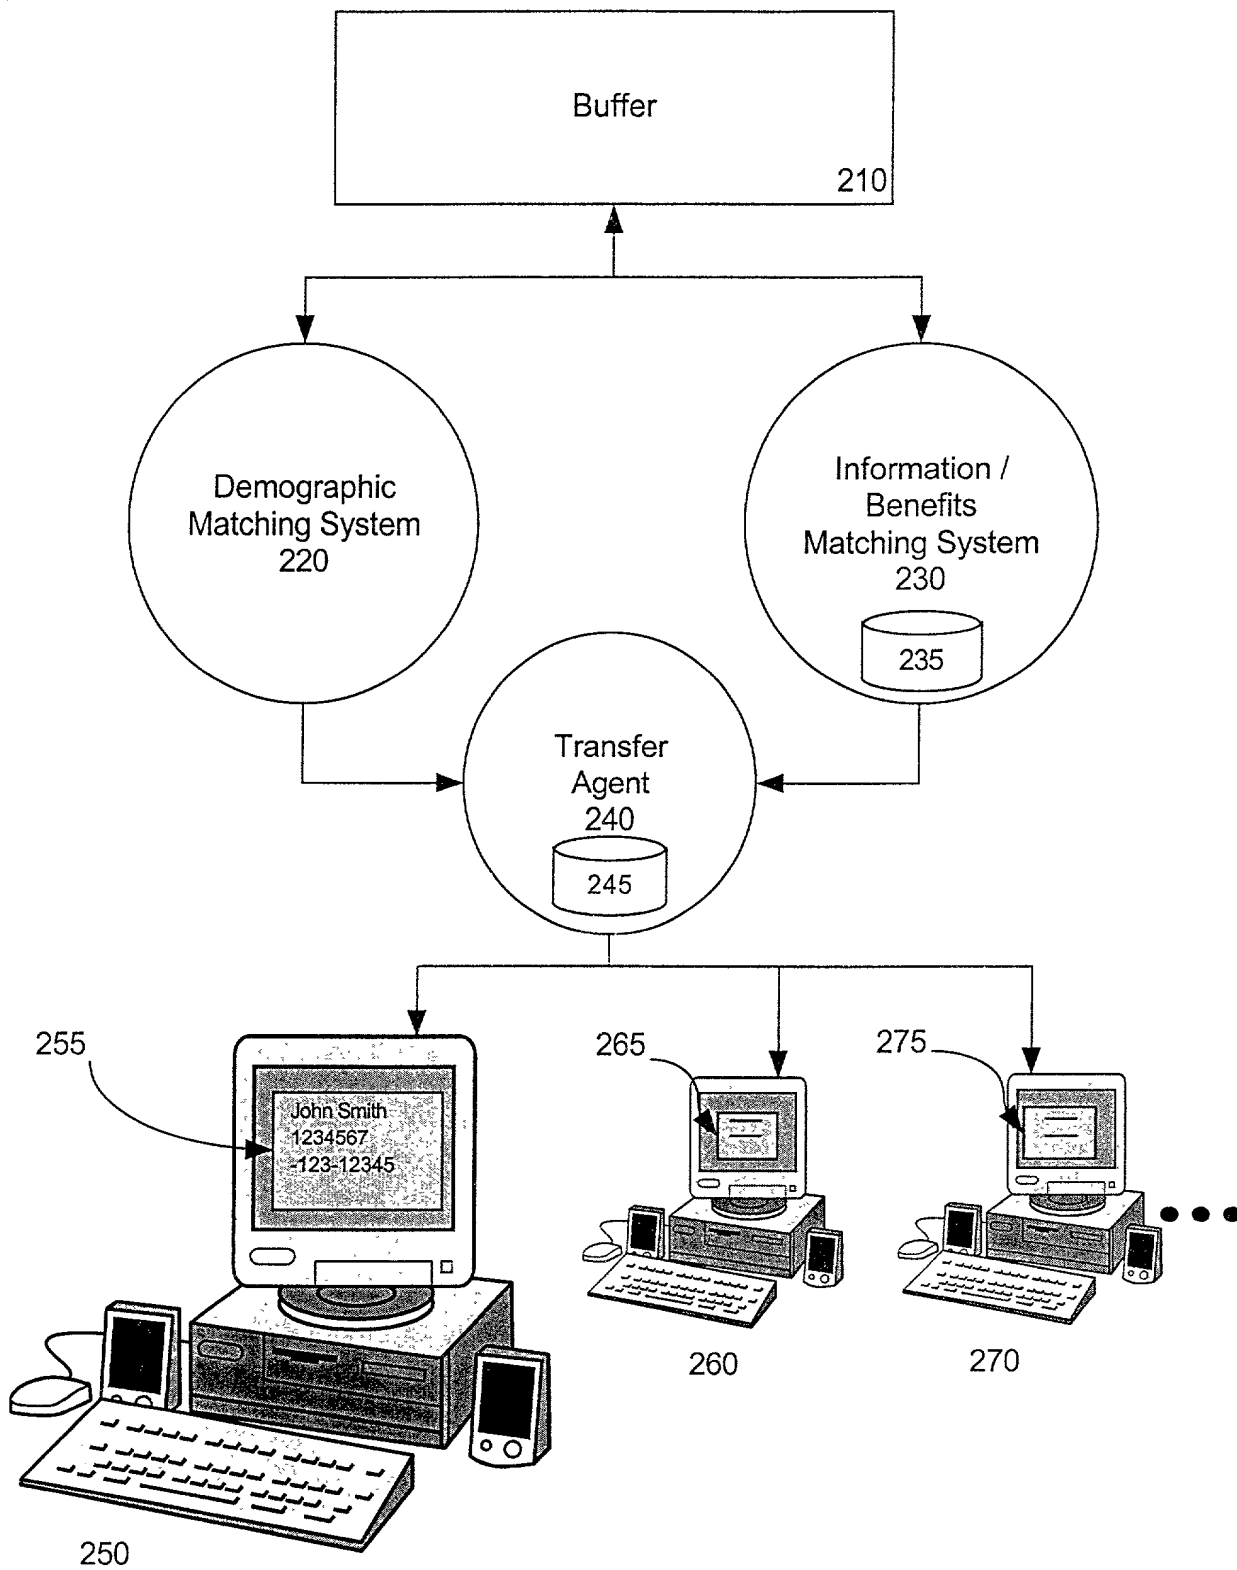 Buffer
210
Demographic
Matching System
220
Information /
Benefits
Matching System
230
235
Transfer
Agent
240
245
255
John Smith
1234567
-123-12345
265
275
260
270
250